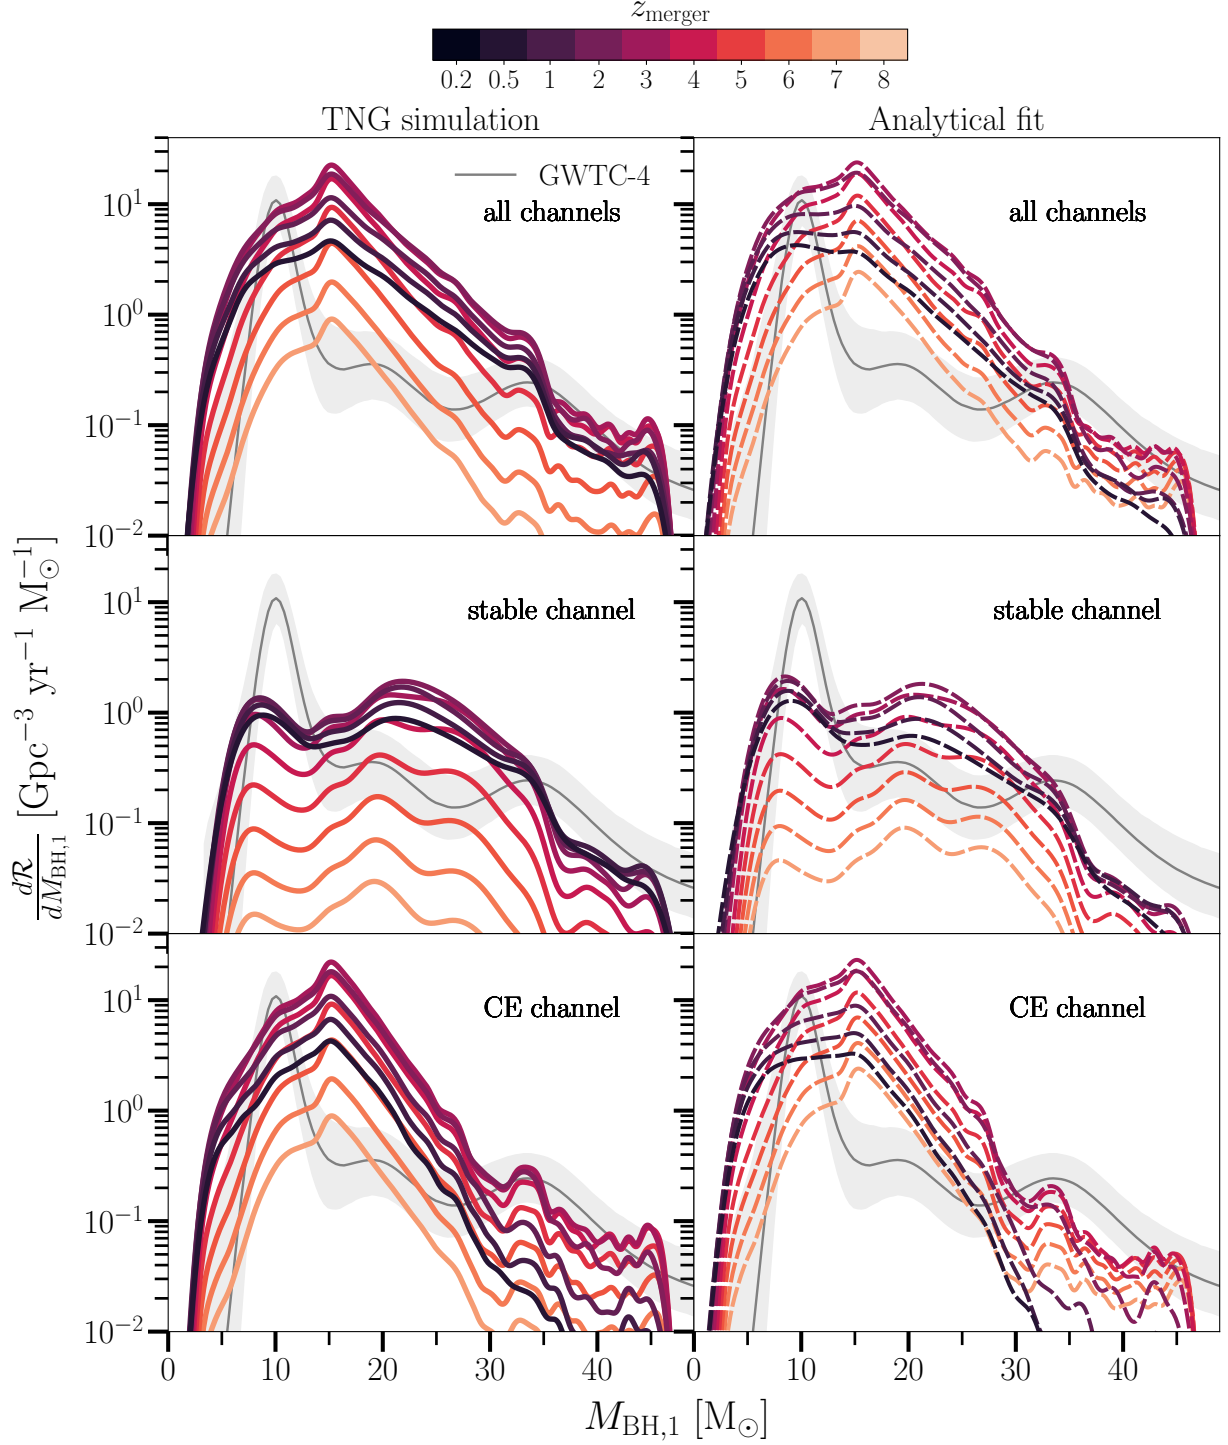 z_merger
0.2 0.5 1 2 3 4 5 6 7 8
TNG simulation Analytical fit
GWTC-4
all channels all channels
10^1
10^0
10^-1
10^-2
stable channel stable channel
10^1
10^0
10^-1
10^-2
CE channel CE channel
10^1
10^0
10^-1
10^-2
dR/dM_BH,1 [Gpc^-3 yr^-1 M_⊙^-1]
0 10 20 30 40 0 10 20 30 40
M_BH,1 [M_⊙]